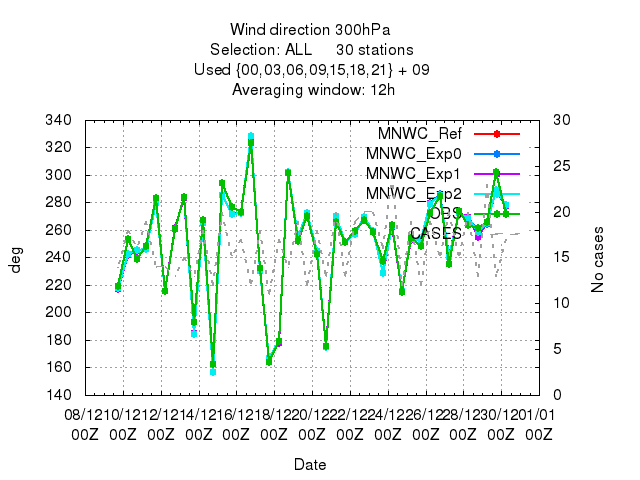 Wind direction 300hPa
Selection: ALL 30 stations
Used {00,03,06,09,15,18,21} + 09
Averaging window: 12h
340
320
300
280
260
240
220
200
180
160
140
deg
30
25
20
15
10
5
0
No cases
MNWC_Ref
MNWC_Exp0
MNWC_Exp1
MNWC_Exp2
OBS
CASES
08/12 10/12 12/12 14/12 16/12 18/12 20/12 22/12 24/12 26/12 28/12 30/12 01/01
00Z 00Z 00Z 00Z 00Z 00Z 00Z 00Z 00Z 00Z 00Z 00Z 00Z
Date